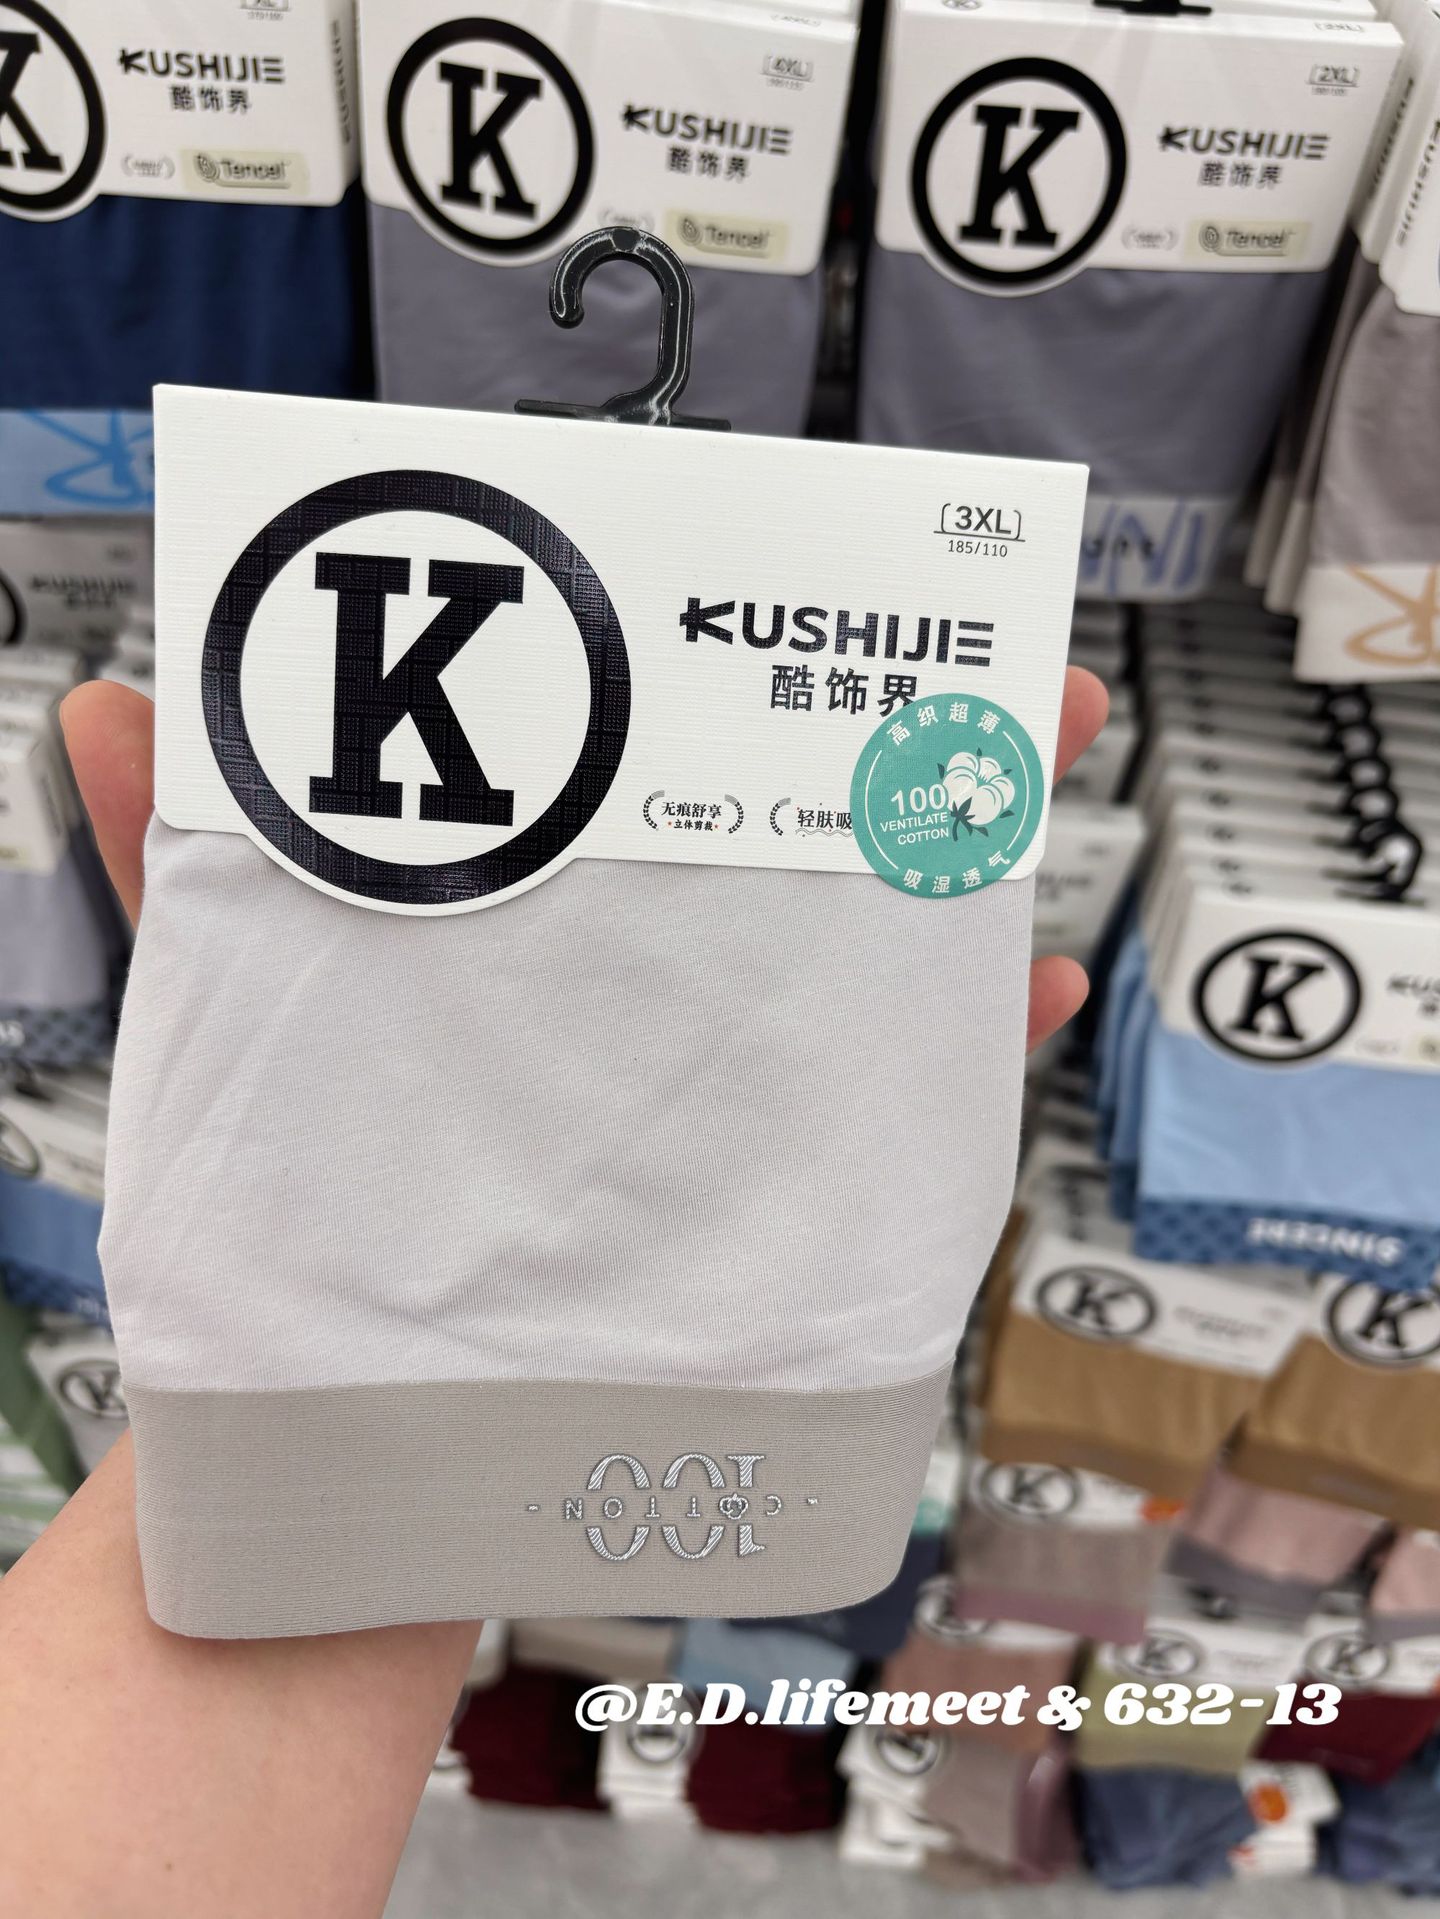 KUSHIJIE
酷饰界
Tencel
[4XL]
KUSHIJIE
酷饰界
Tencel
[2XL]
KUSHIJIE
酷饰界
Tencel
K
[3XL]
185/110
KUSHIJIE
酷饰界
无痕舒享
立体剪裁
轻肤吸
高织超薄
100
VENTILATE
COTTON
吸湿透气
K
SINCERE
100
COTTON
@E.D.lifemeet & 632-13